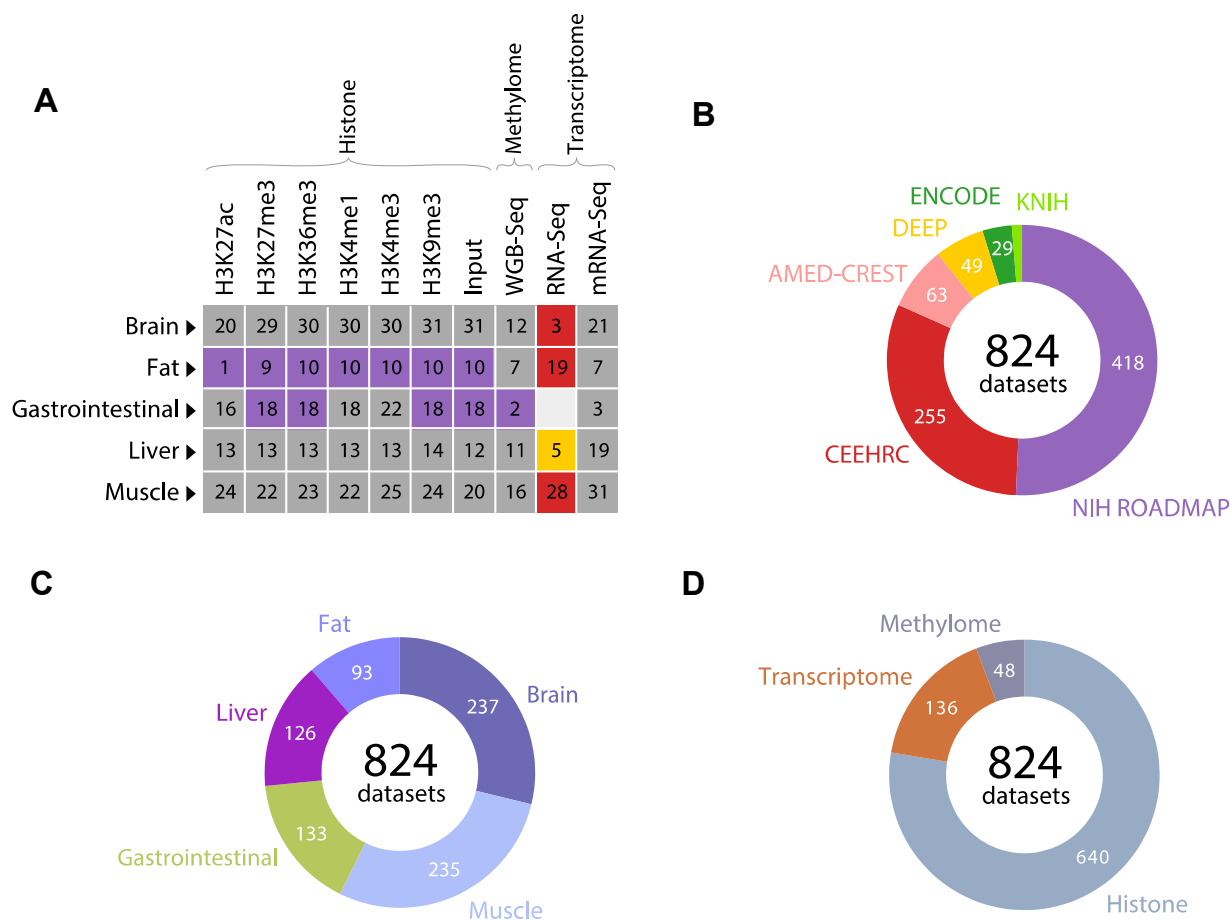 A
Histone
Methylome
Transcriptome
H3K27ac
H3K27me3
H3K36me3
H3K4me1
H3K4me3
H3K9me3
Input
WGB-Seq
RNA-Seq
mRNA-Seq
Brain 20 29 30 30 30 31 31 12 3 21
Fat 1 9 10 10 10 10 10 7 19 7
Gastrointestinal 16 18 18 18 22 18 18 2 3
Liver 13 13 13 13 13 14 12 11 5 19
Muscle 24 22 23 22 25 24 20 16 28 31
B
ENCODE
KNIH
DEEP
AMED-CREST
29
49
63
824
datasets
418
255
CEEHRC
NIH ROADMAP
C
Fat
93
237
Brain
Liver
126
824
datasets
133
Gastrointestinal
235
Muscle
D
Methylome
48
Transcriptome
136
824
datasets
640
Histone